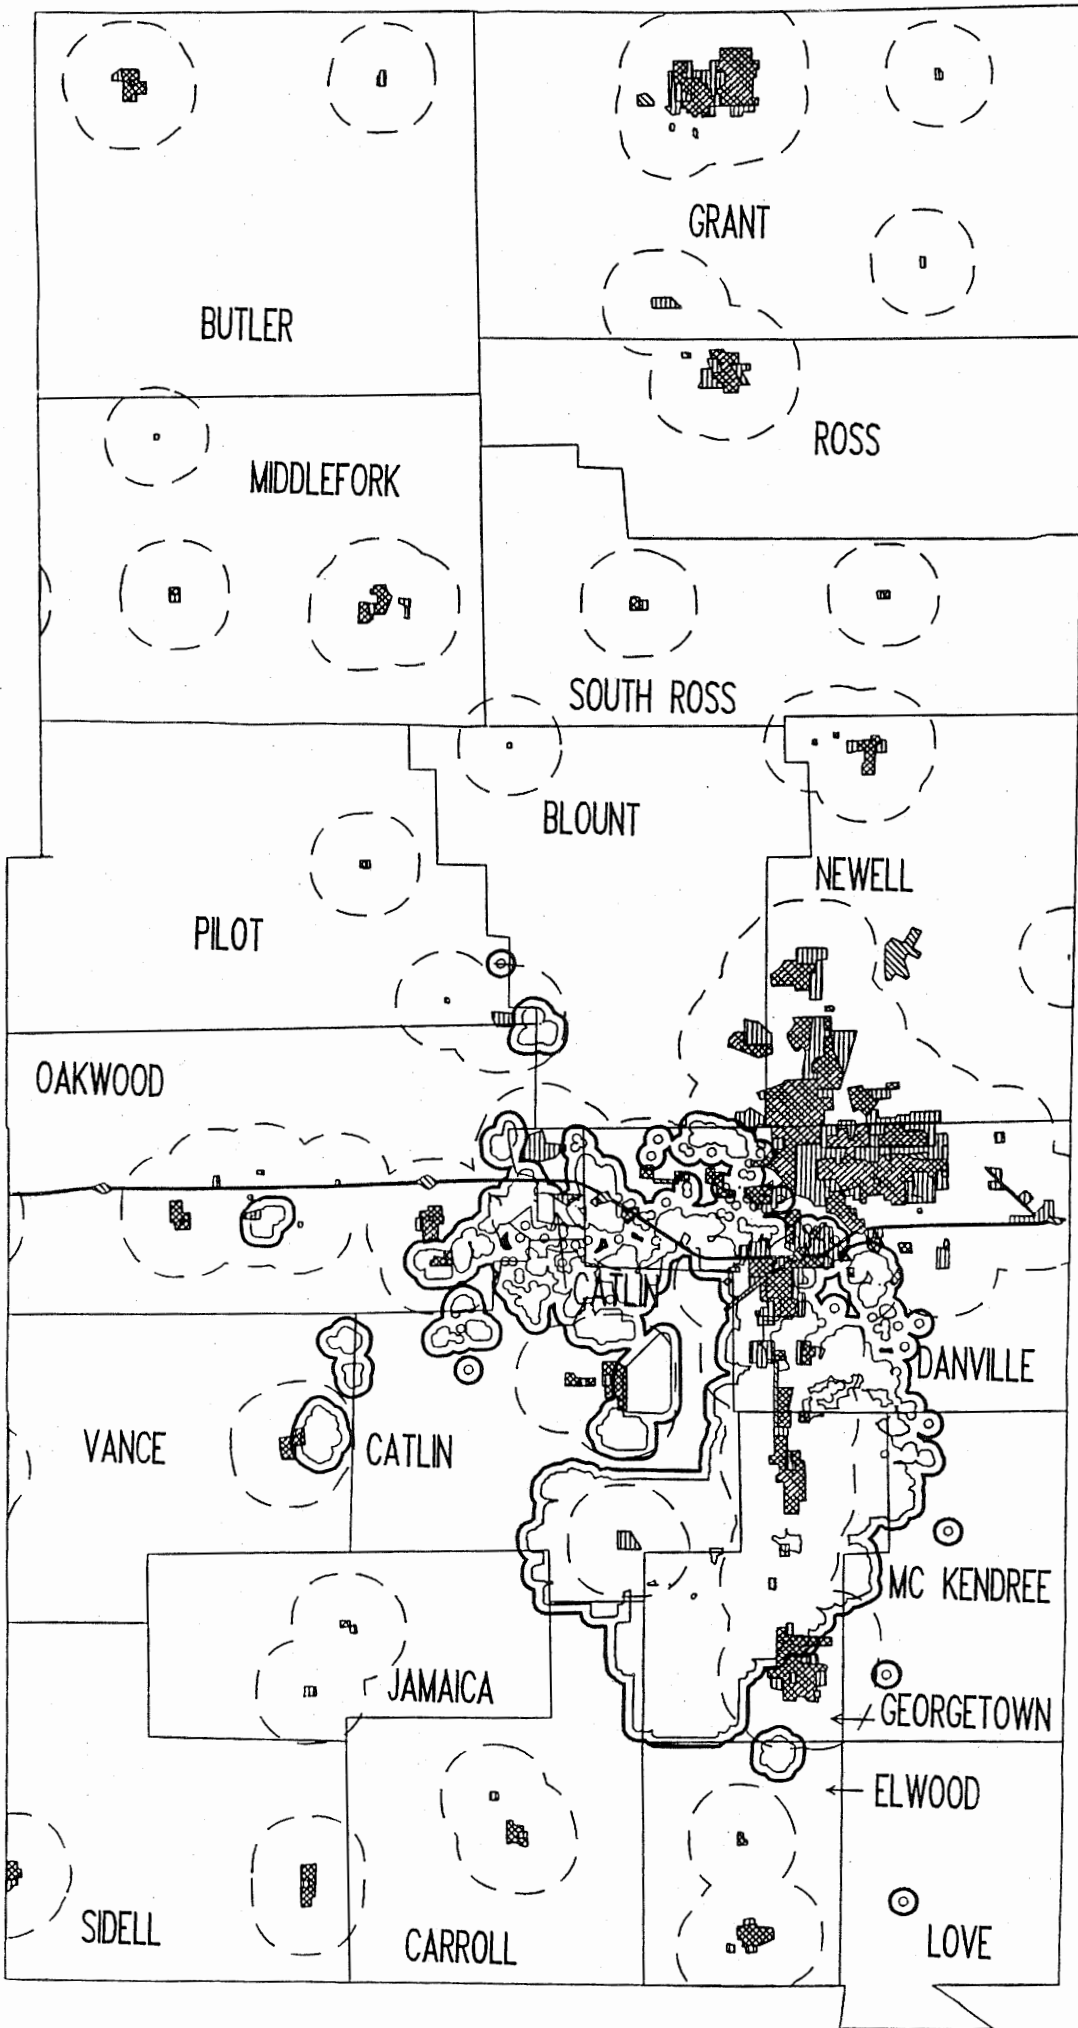 GRANT
BUTLER
ROSS
MIDDLEFORK
SOUTH ROSS
BLOUNT
NEWELL
PILOT
OAKWOOD
CATLIN
DANVILLE
VANCE
CATLIN
MC KENDREE
JAMAICA
GEORGETOWN
ELWOOD
SIDELL
CARROLL
LOVE